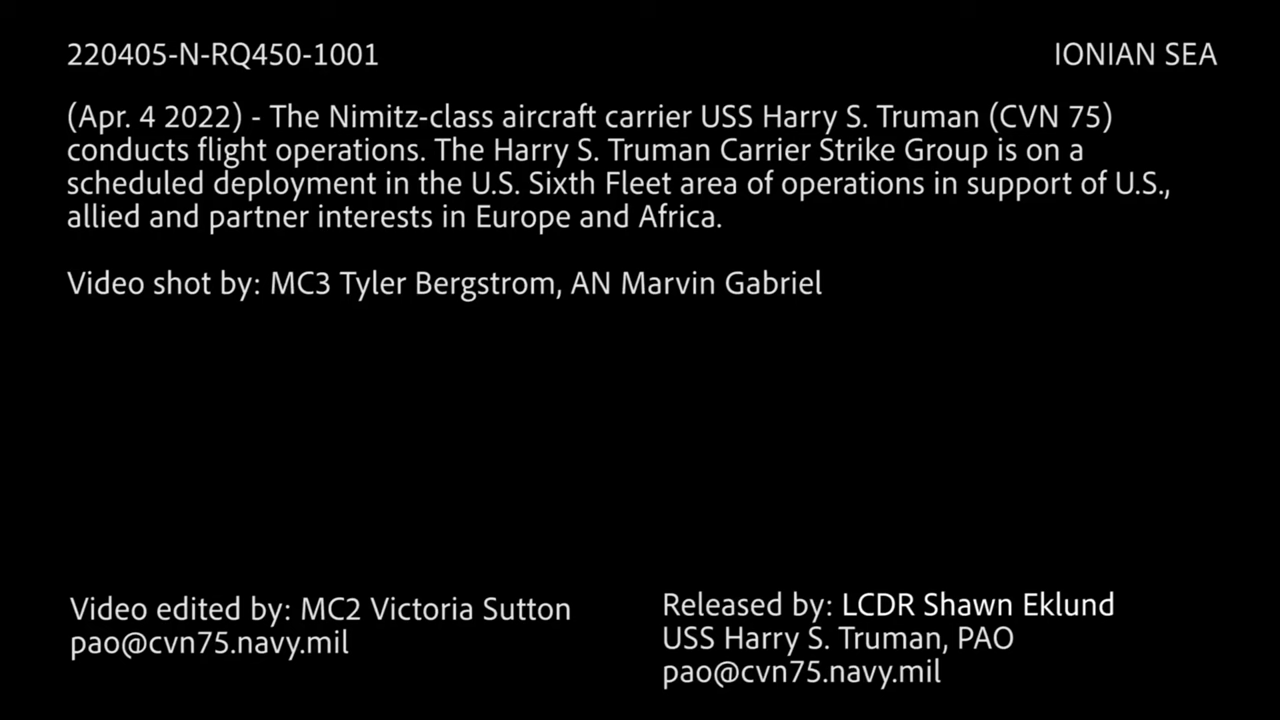 220405-N-RQ450-1001
IONIAN SEA
(Apr. 4 2022) - The Nimitz-class aircraft carrier USS Harry S. Truman (CVN 75)
conducts flight operations. The Harry S. Truman Carrier Strike Group is on a
scheduled deployment in the U.S. Sixth Fleet area of operations in support of U.S.,
allied and partner interests in Europe and Africa.
Video shot by: MC3 Tyler Bergstrom, AN Marvin Gabriel
Video edited by: MC2 Victoria Sutton
pao@cvn75.navy.mil
Released by: LCDR Shawn Eklund
USS Harry S. Truman, PAO
pao@cvn75.navy.mil